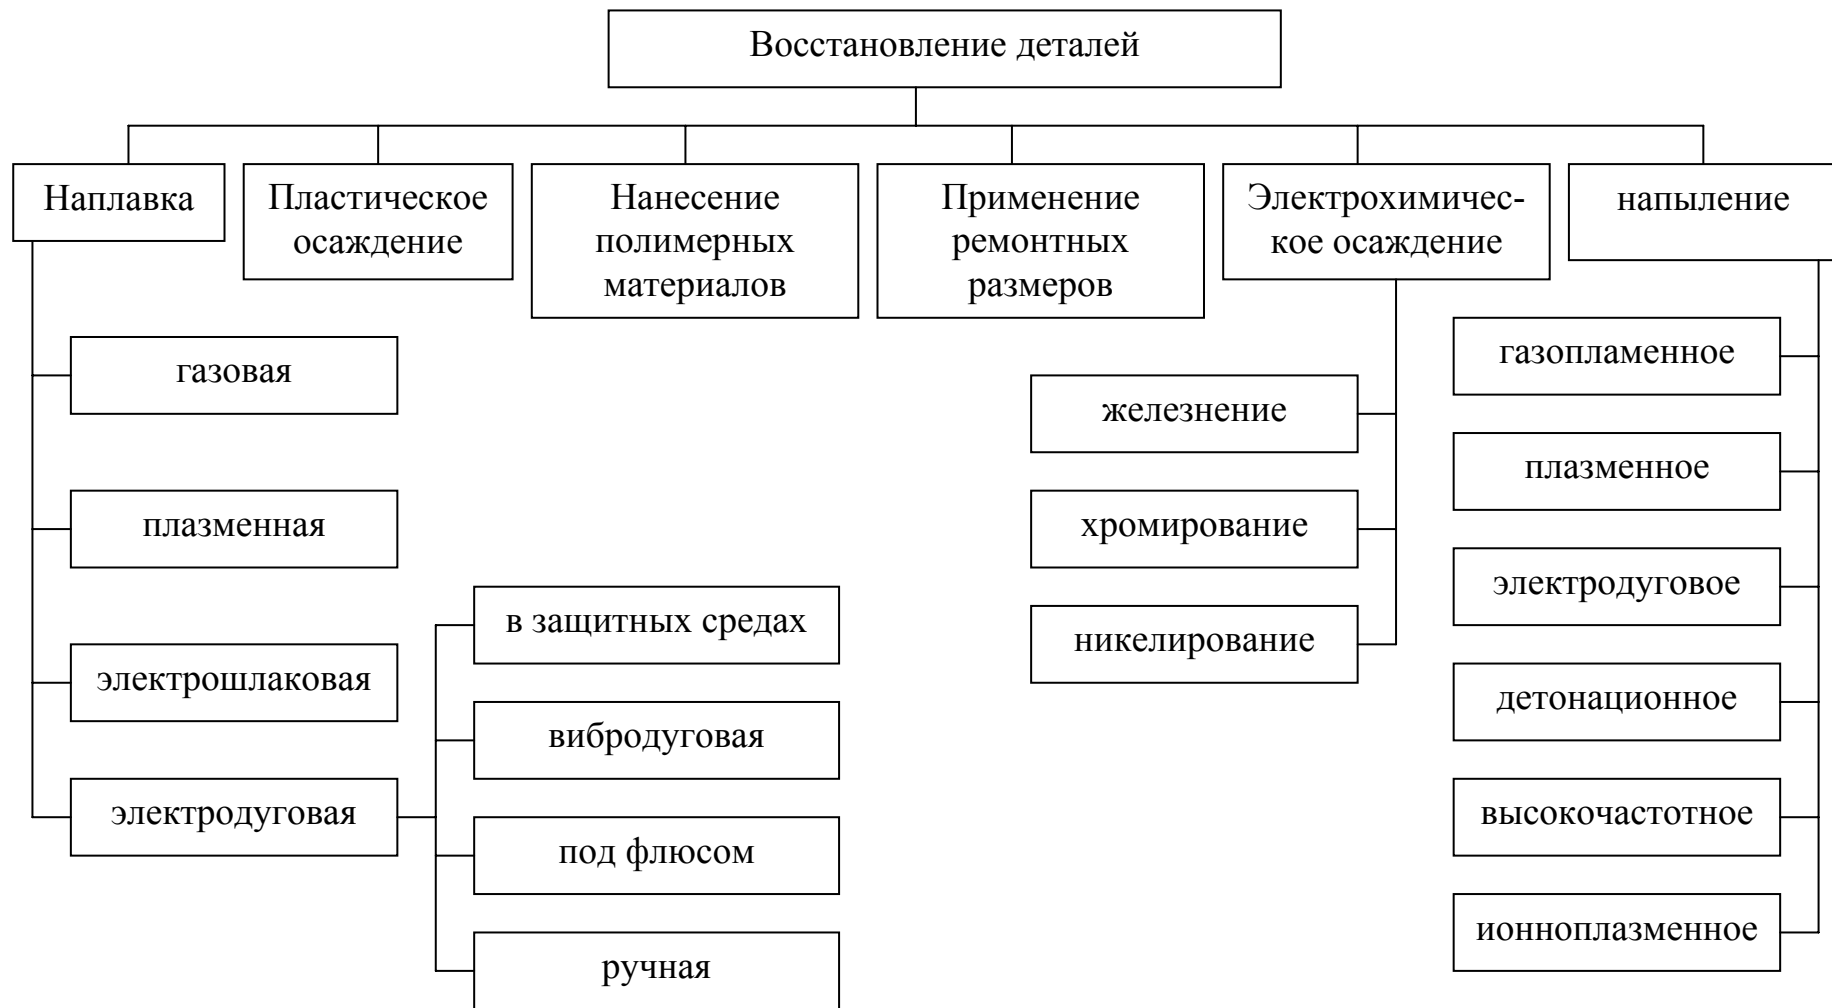 Восстановление деталей
Наплавка
Пластическое
осаждение
Нанесение
полимерных
материалов
Применение
ремонтных
размеров
Электрохимичес-
кое осаждение
напыление
газовая
плазменная
электрошлаковая
электродуговая
в защитных средах
вибродуговая
под флюсом
ручная
железнение
хромирование
никелирование
газопламенное
плазменное
электродуговое
детонационное
высокочастотное
ионноплазменное